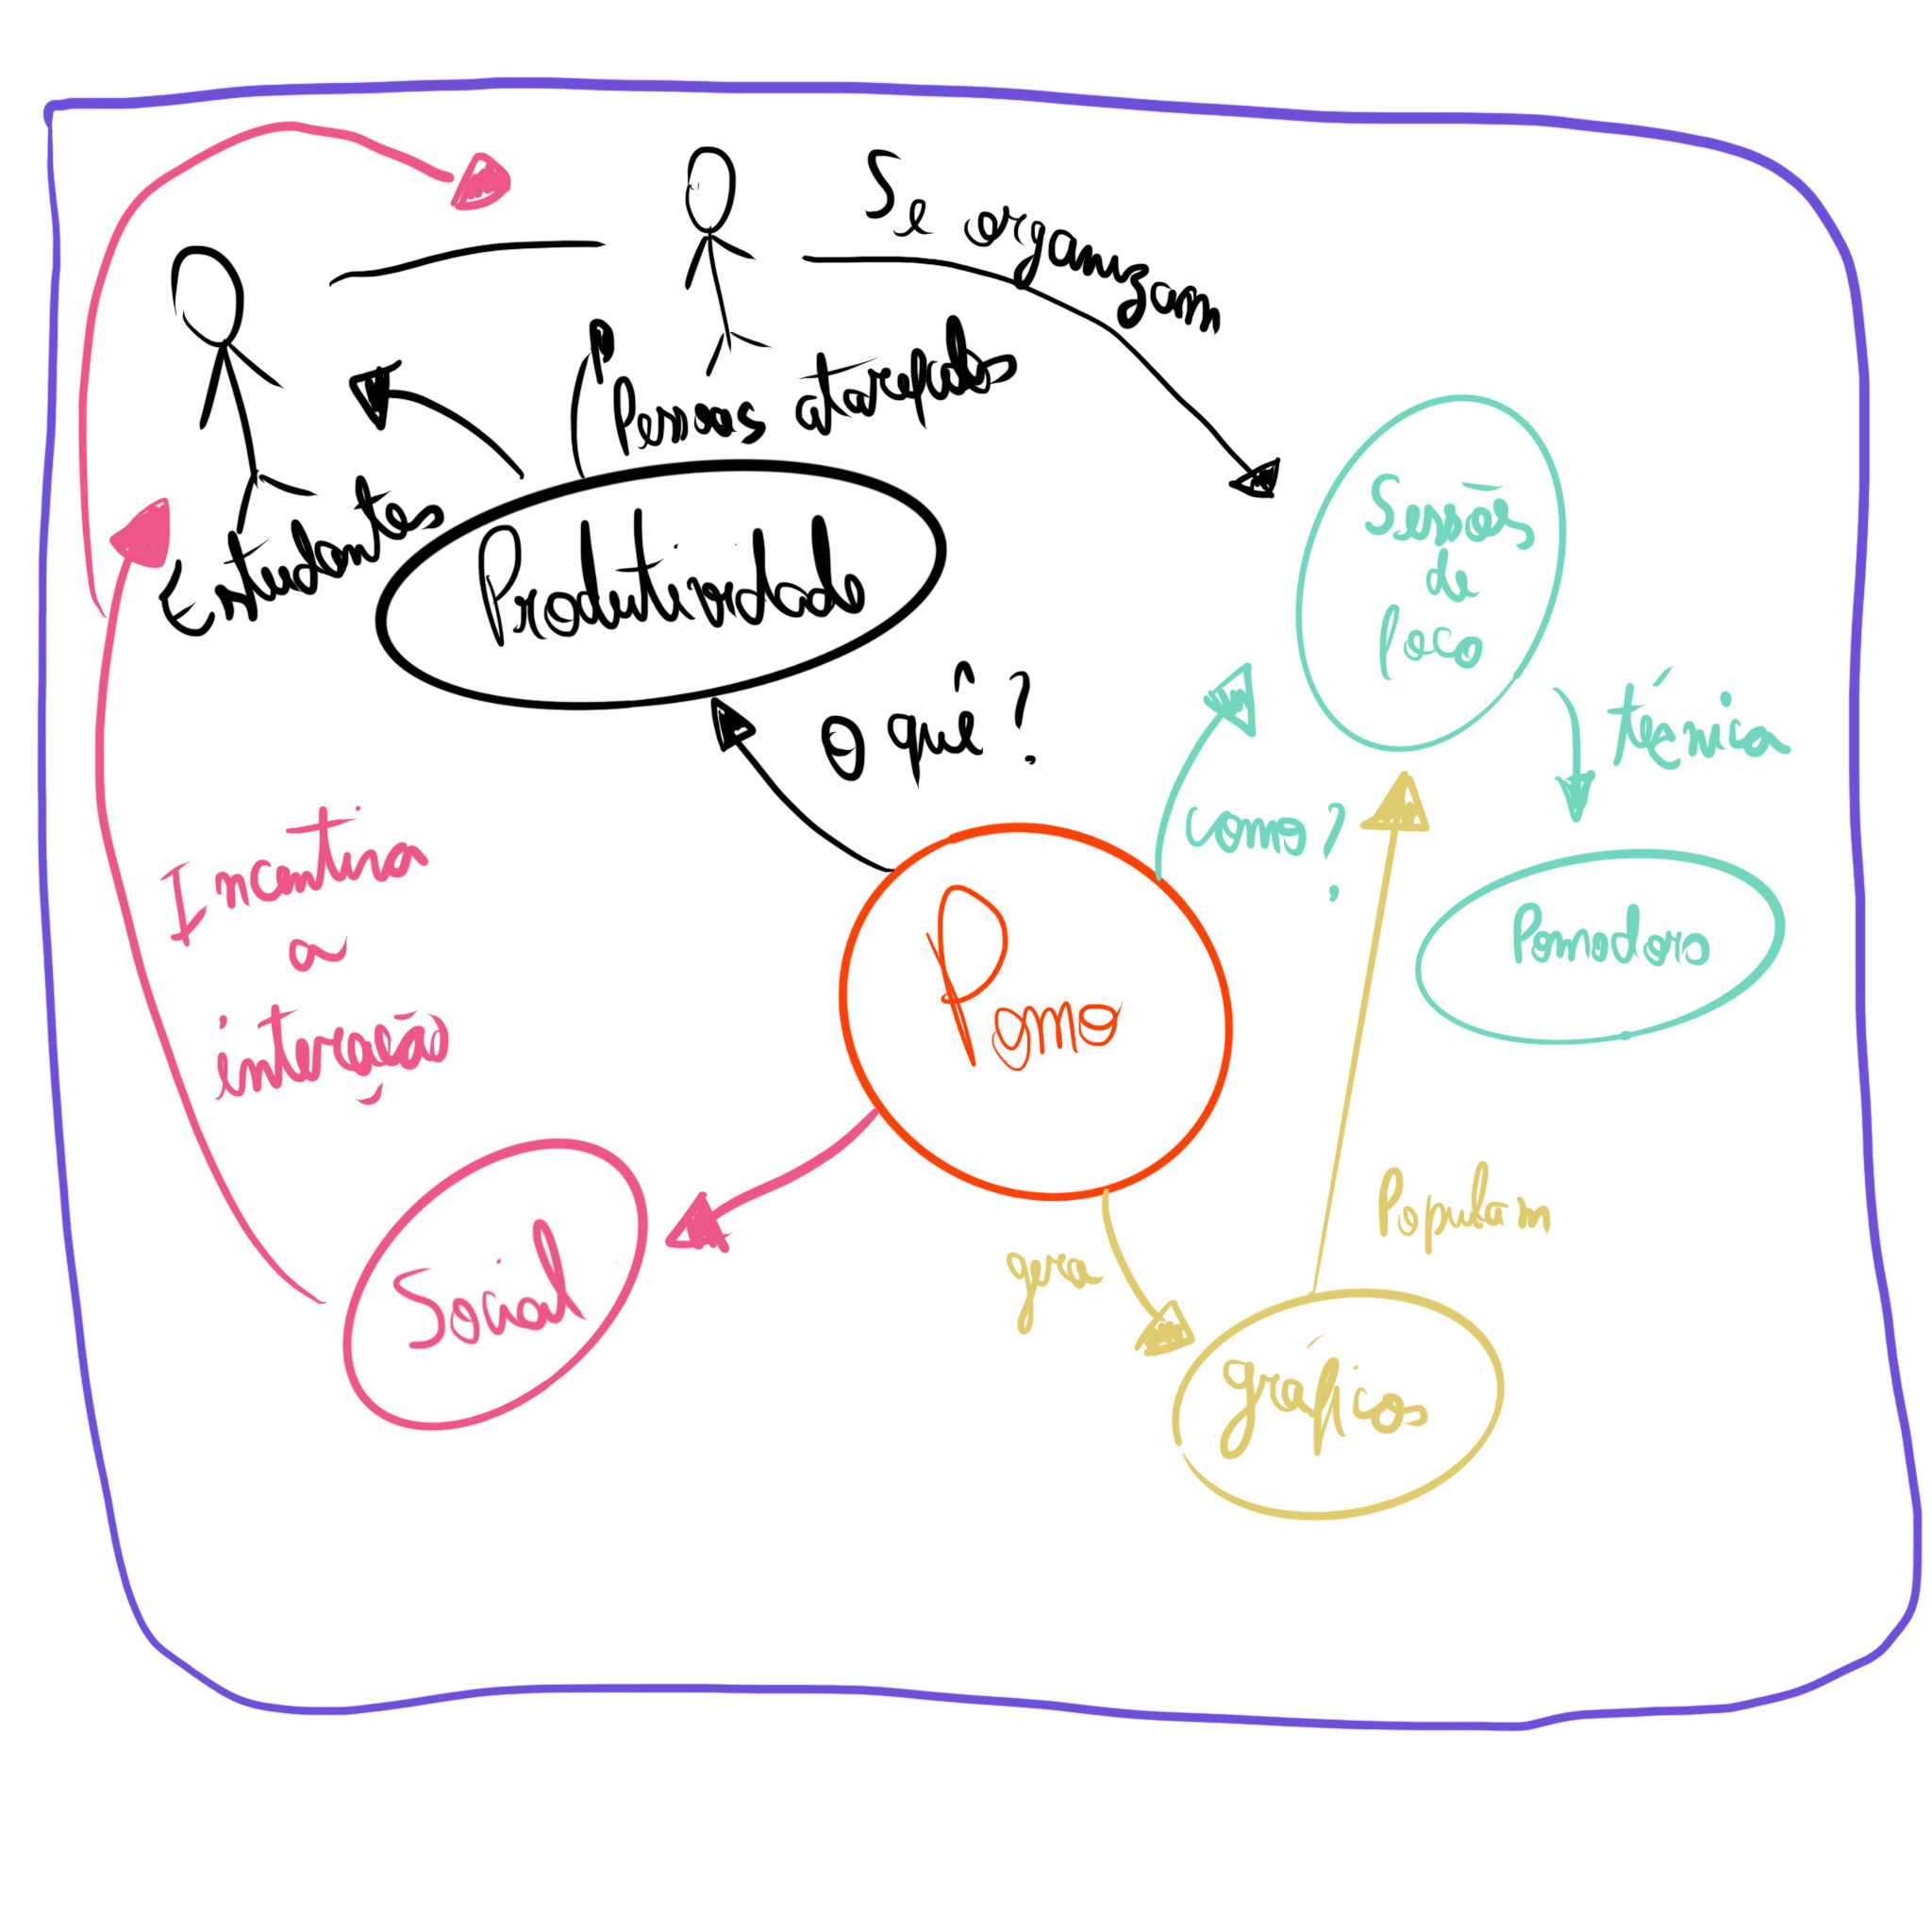 Se organizam
Pessoas atarefadas
Estudantes
Produtividade
O quê?
Sessões
da
foco
técnica
como?
Pomodoro
Pomo
Incentiva
a
interação
Social
gera
Populam
gráficos